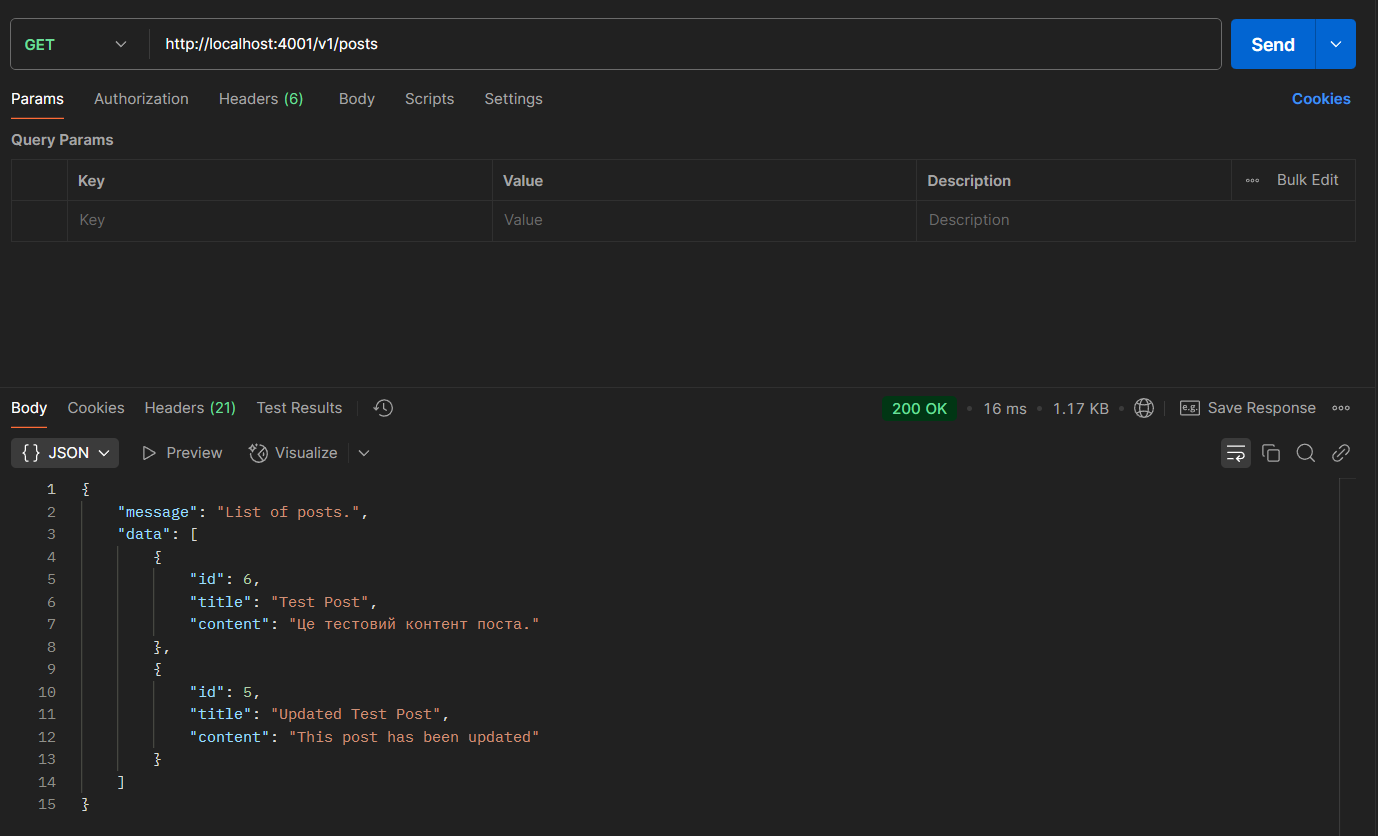 GET http://localhost:4001/v1/posts Send
Params Authorization Headers (6) Body Scripts Settings Cookies
Query Params
Key Value Description Bulk Edit
Key Value Description
Body Cookies Headers (21) Test Results 200 OK 16 ms 1.17 KB e.g. Save Response
{} JSON Preview Visualize
1 {
2 "message": "List of posts.",
3 "data": [
4 {
5 "id": 6,
6 "title": "Test Post",
7 "content": "Це тестовий контент поста."
8 },
9 {
10 "id": 5,
11 "title": "Updated Test Post",
12 "content": "This post has been updated"
13 }
14 ]
15 }